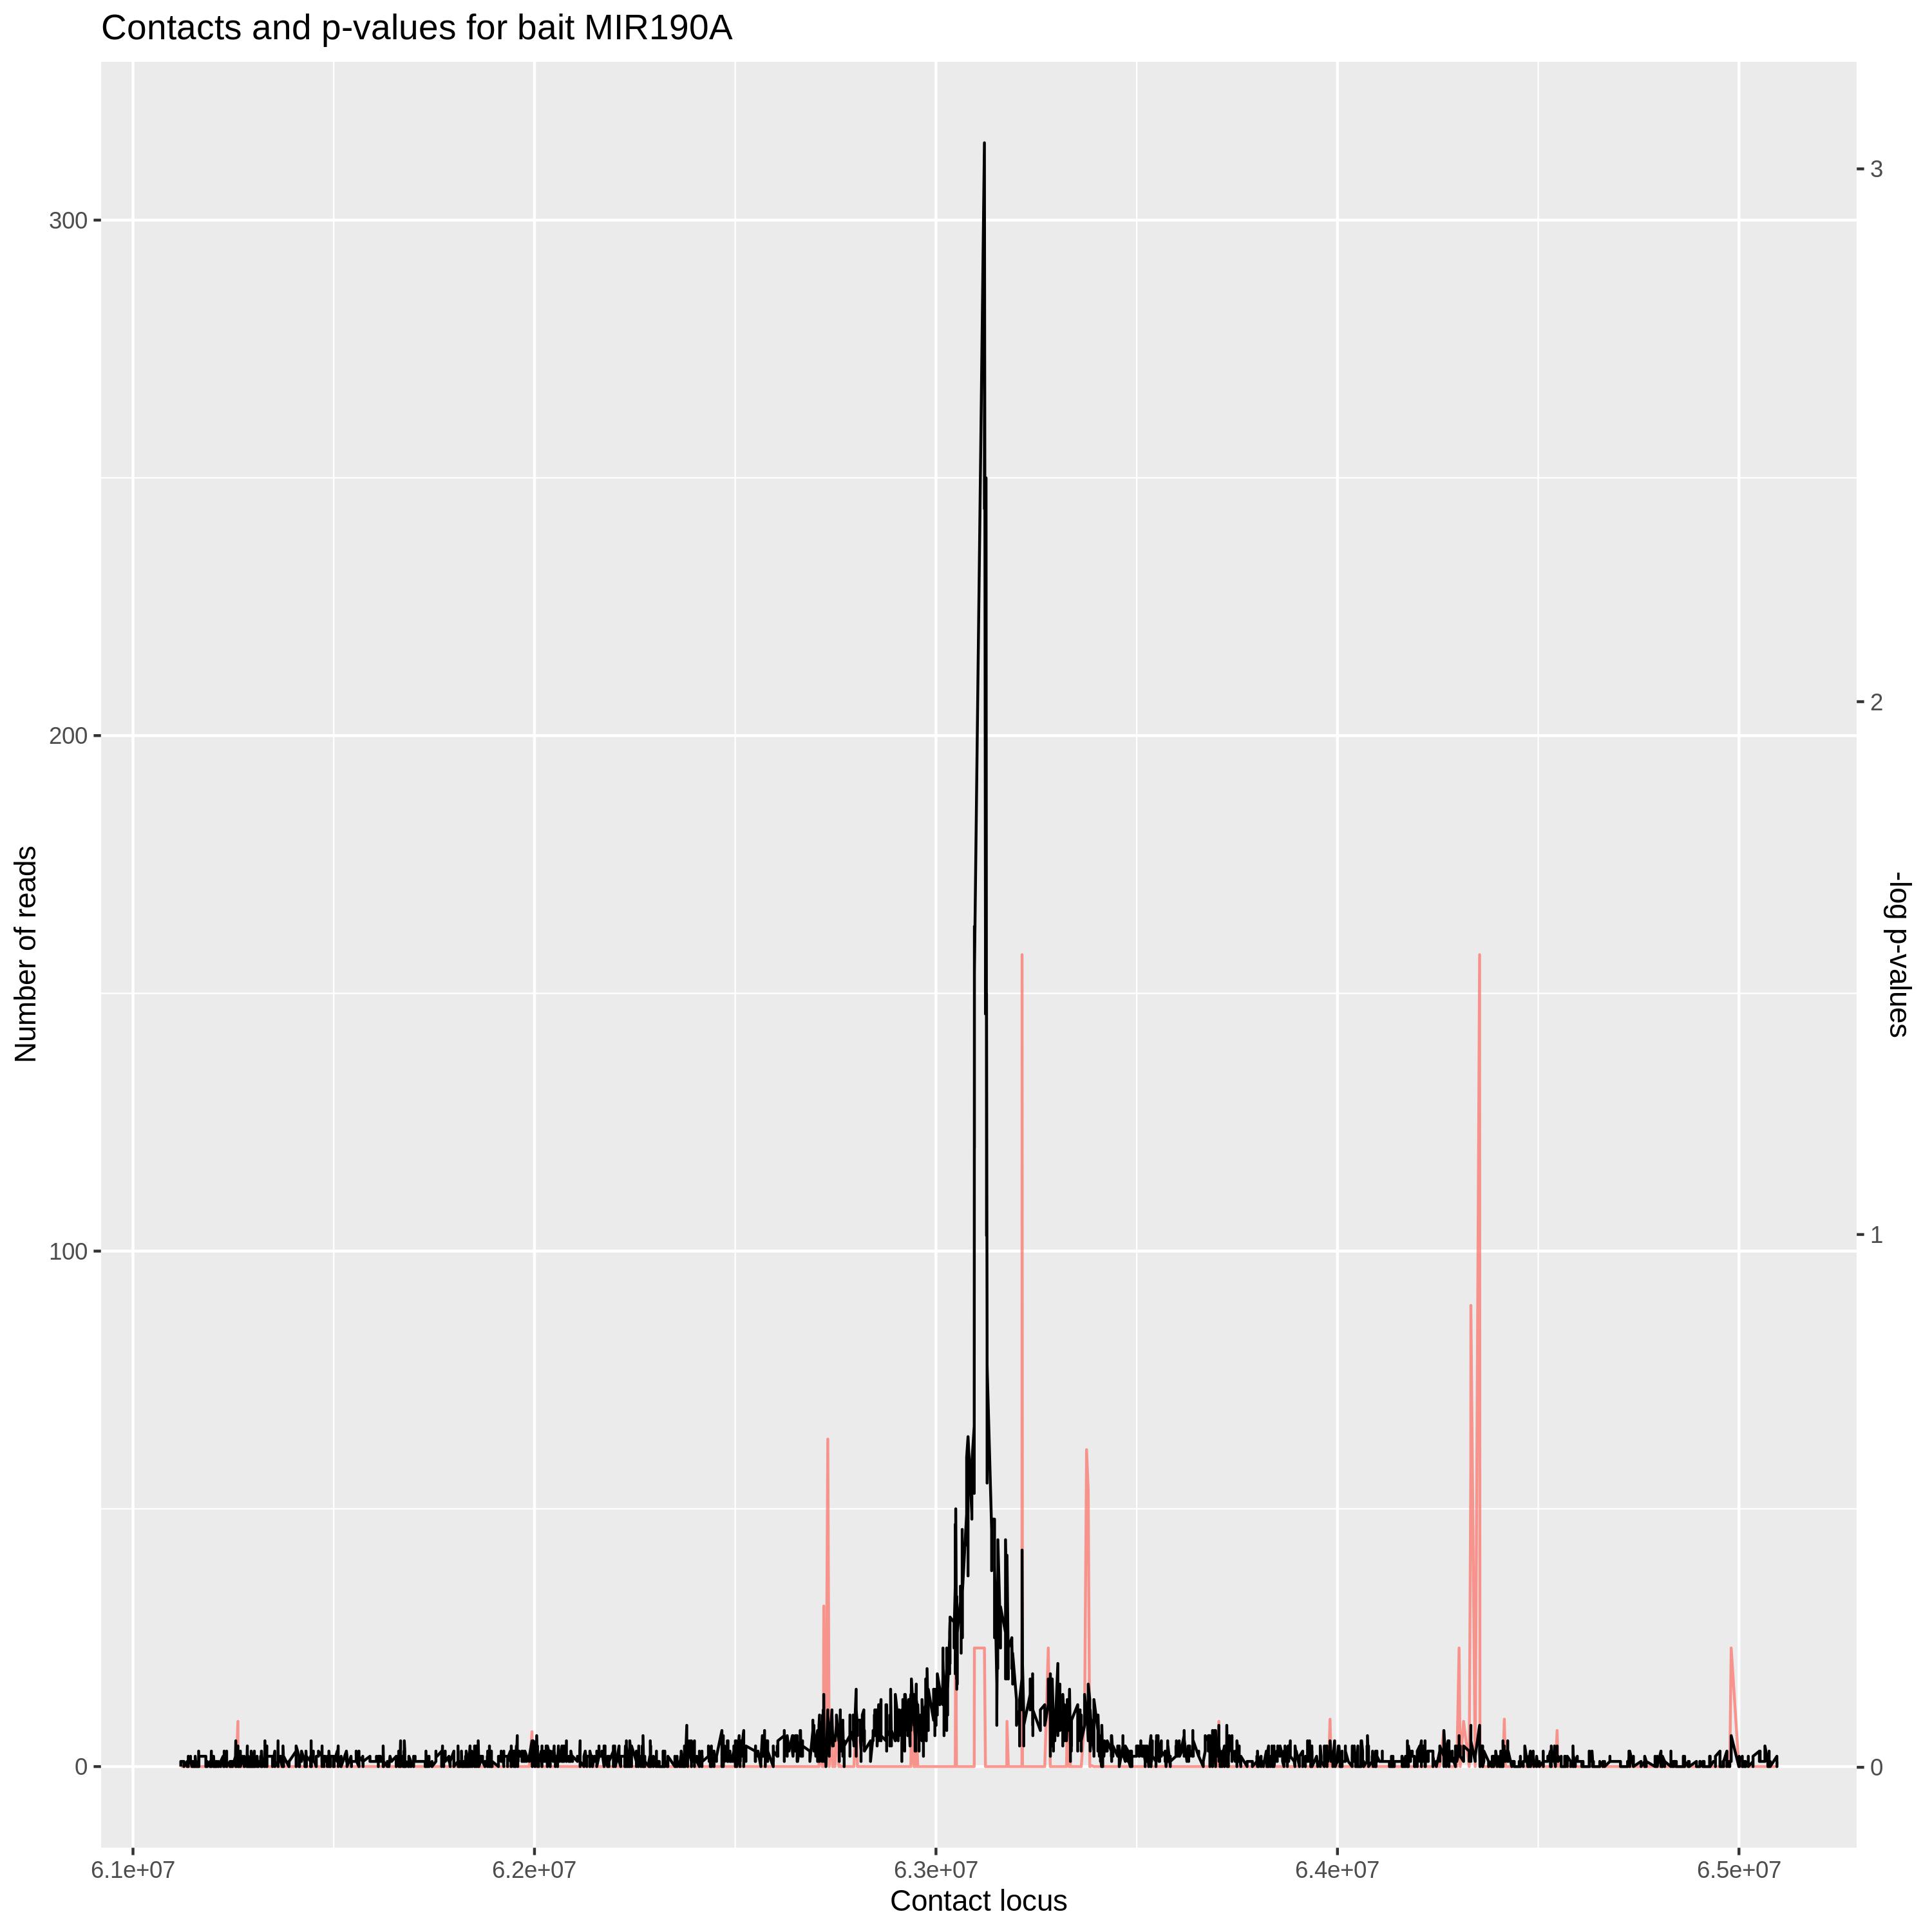 Contacts and p-values for bait MIR190A
300
200
100
0
Number of reads
3
2
1
0
-log p-values
6.1e+07 6.2e+07 6.3e+07 6.4e+07 6.5e+07
Contact locus